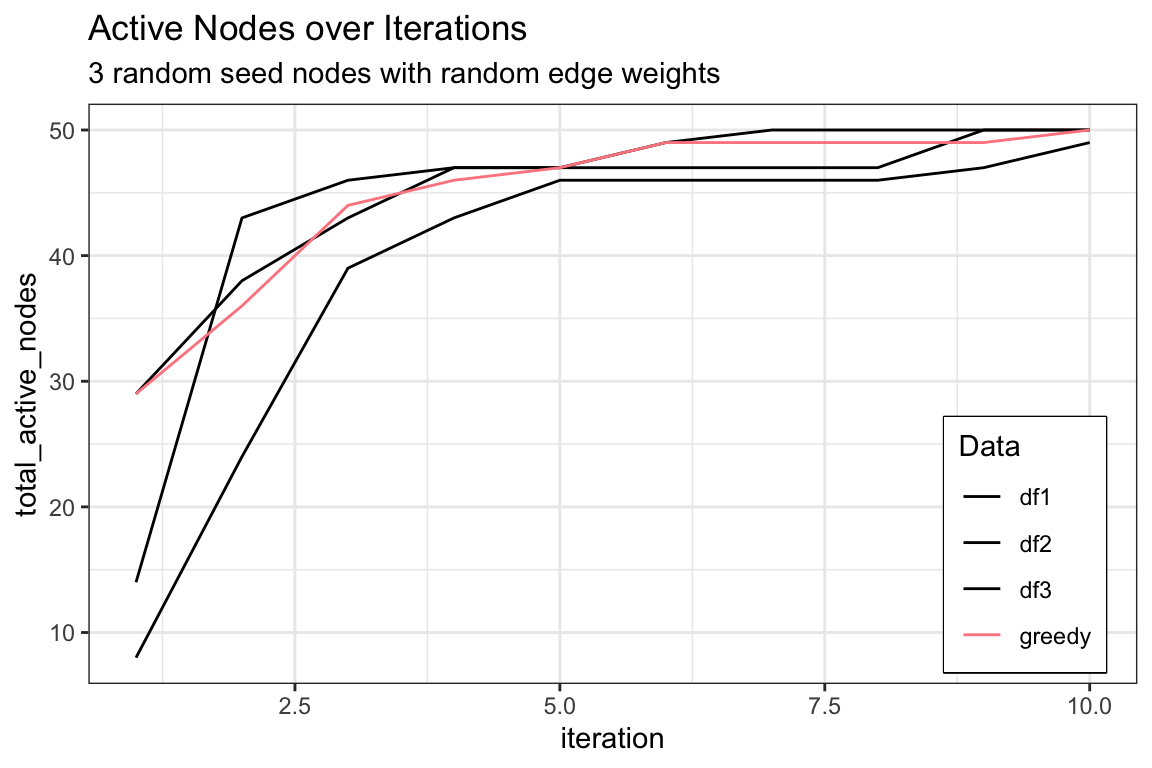 Active Nodes over Iterations
3 random seed nodes with random edge weights
total_active_nodes
50
40
30
20
10
2.5
5.0
7.5
10.0
iteration
Data
df1
df2
df3
greedy